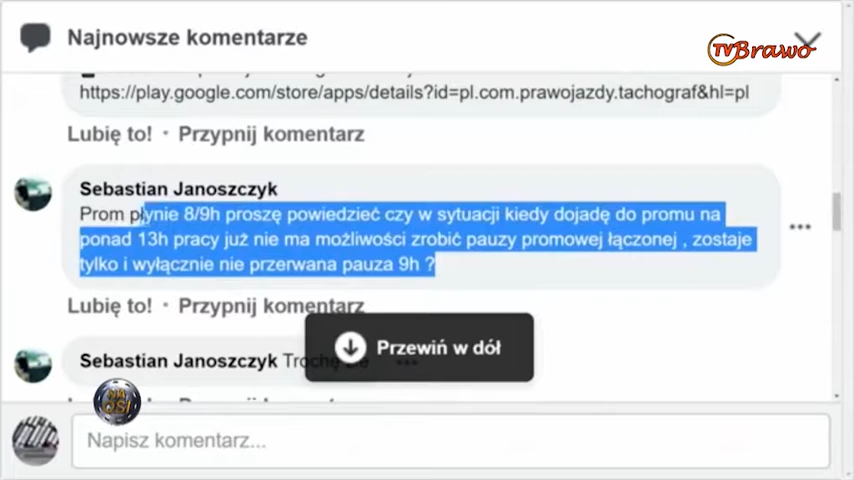 Najnowsze komentarze
TVBrawo
https://play.google.com/store/apps/details?id=pl.com.prawojazdy.tachograf&hl=pl
Lubię to! · Przypnij komentarz
Sebastian Janoszczyk
Prom płynie 8/9h proszę powiedzieć czy w sytuacji kiedy dojadę do promu na
ponad 13h pracy już nie ma możliwości zrobić pauzy promowej łączonej , zostaje
tylko i wyłącznie nie przerwana pauza 9h ?
Lubię to! · Przypnij komentarz
Przewiń w dół
Sebastian Janoszczyk
NA JSI
Napisz komentarz...